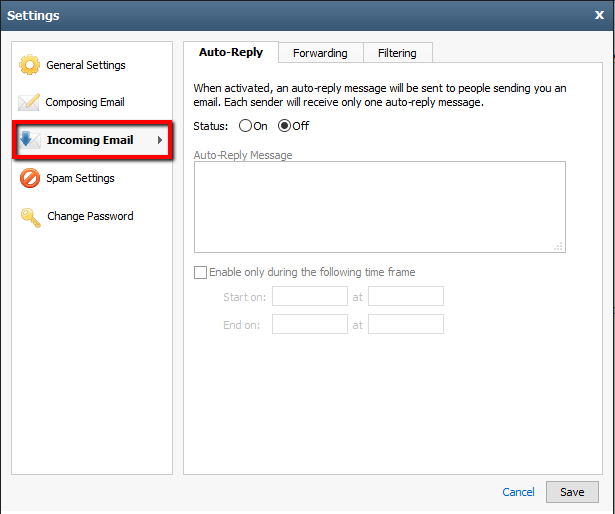 Settings
x
General Settings
Composing Email
Incoming Email
Spam Settings
Change Password
Auto-Reply
Forwarding
Filtering
When activated, an auto-reply message will be sent to people sending you an
email. Each sender will receive only one auto-reply message.
Status: On Off
Auto-Reply Message
Enable only during the following time frame
Start on: at
End on: at
Cancel
Save